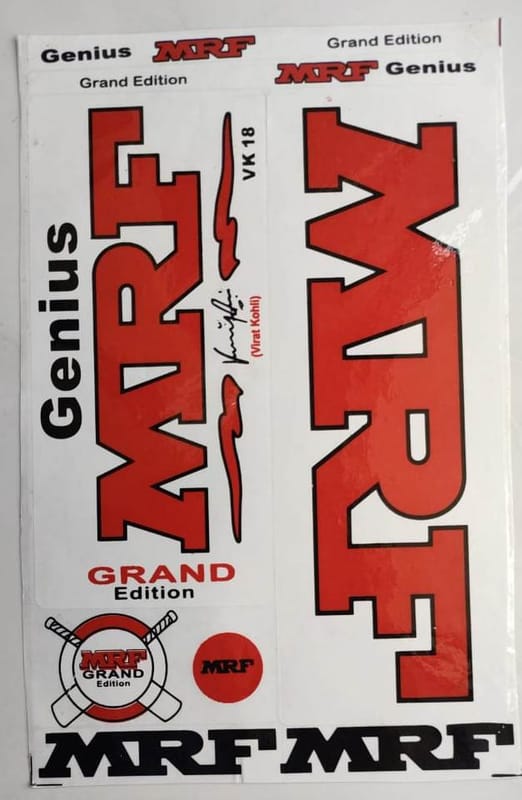 Genius MRF
Grand Edition
Grand Edition
MRF Genius
Genius
MRF
VK 18
(Virat Kohli)
GRAND
Edition
MRF
MRF
GRAND
Edition
MRF
MRF MRF